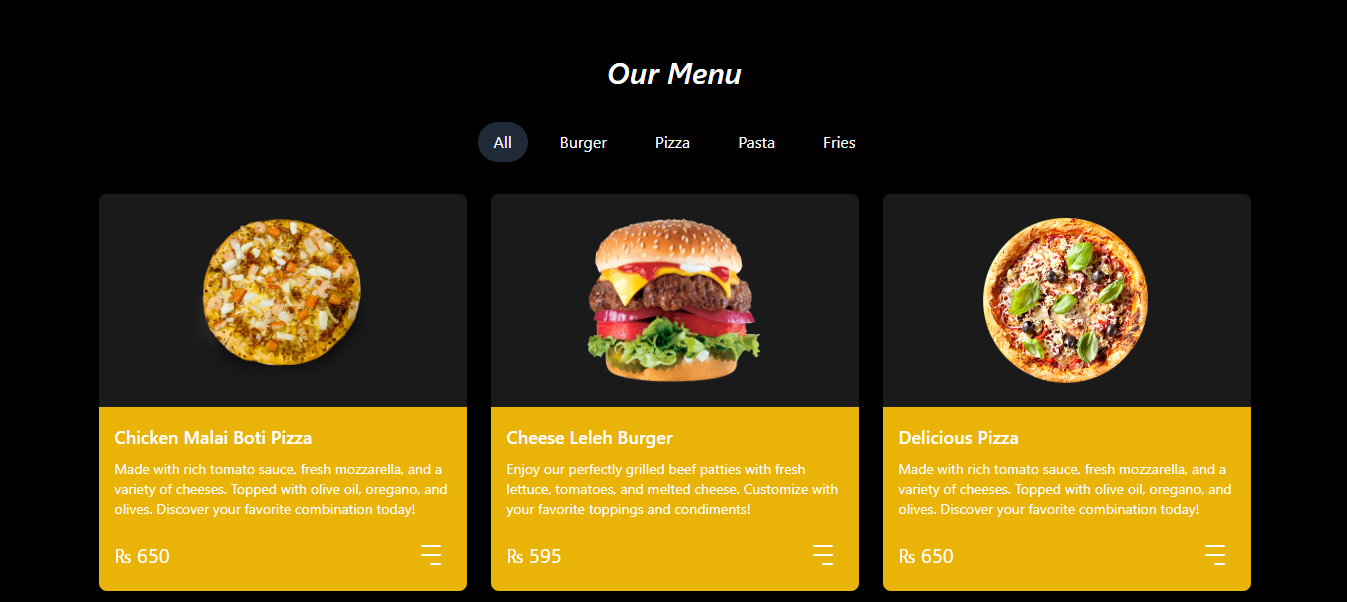 Our Menu
All
Burger
Pizza
Pasta
Fries
Chicken Malai Boti Pizza
Made with rich tomato sauce, fresh mozzarella, and a
variety of cheeses. Topped with olive oil, oregano, and
olives. Discover your favorite combination today!
₨ 650
Cheese Leleh Burger
Enjoy our perfectly grilled beef patties with fresh
lettuce, tomatoes, and melted cheese. Customize with
your favorite toppings and condiments!
₨ 595
Delicious Pizza
Made with rich tomato sauce, fresh mozzarella, and a
variety of cheeses. Topped with olive oil, oregano, and
olives. Discover your favorite combination today!
₨ 650